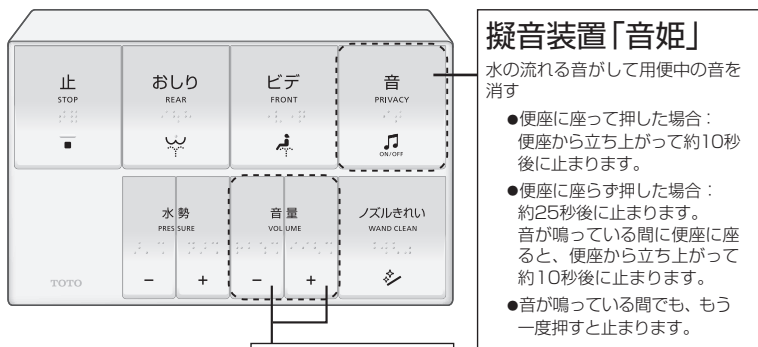 止
STOP
おしり
REAR
ビデ
FRONT
音
PRIVACY
ON/OFF
水勢
PRESSURE
− +
音量
VOLUME
− +
ノズルきれい
WAND CLEAN
TOTO
擬音装置「音姫」
水の流れる音がして用便中の音を
消す
●便座に座って押した場合：
便座から立ち上がって約10秒
後に止まります。
●便座に座らず押した場合：
約25秒後に止まります。
音が鳴っている間に便座に座
ると、便座から立ち上がって
約10秒後に止まります。
●音が鳴っている間でも、もう
一度押すと止まります。